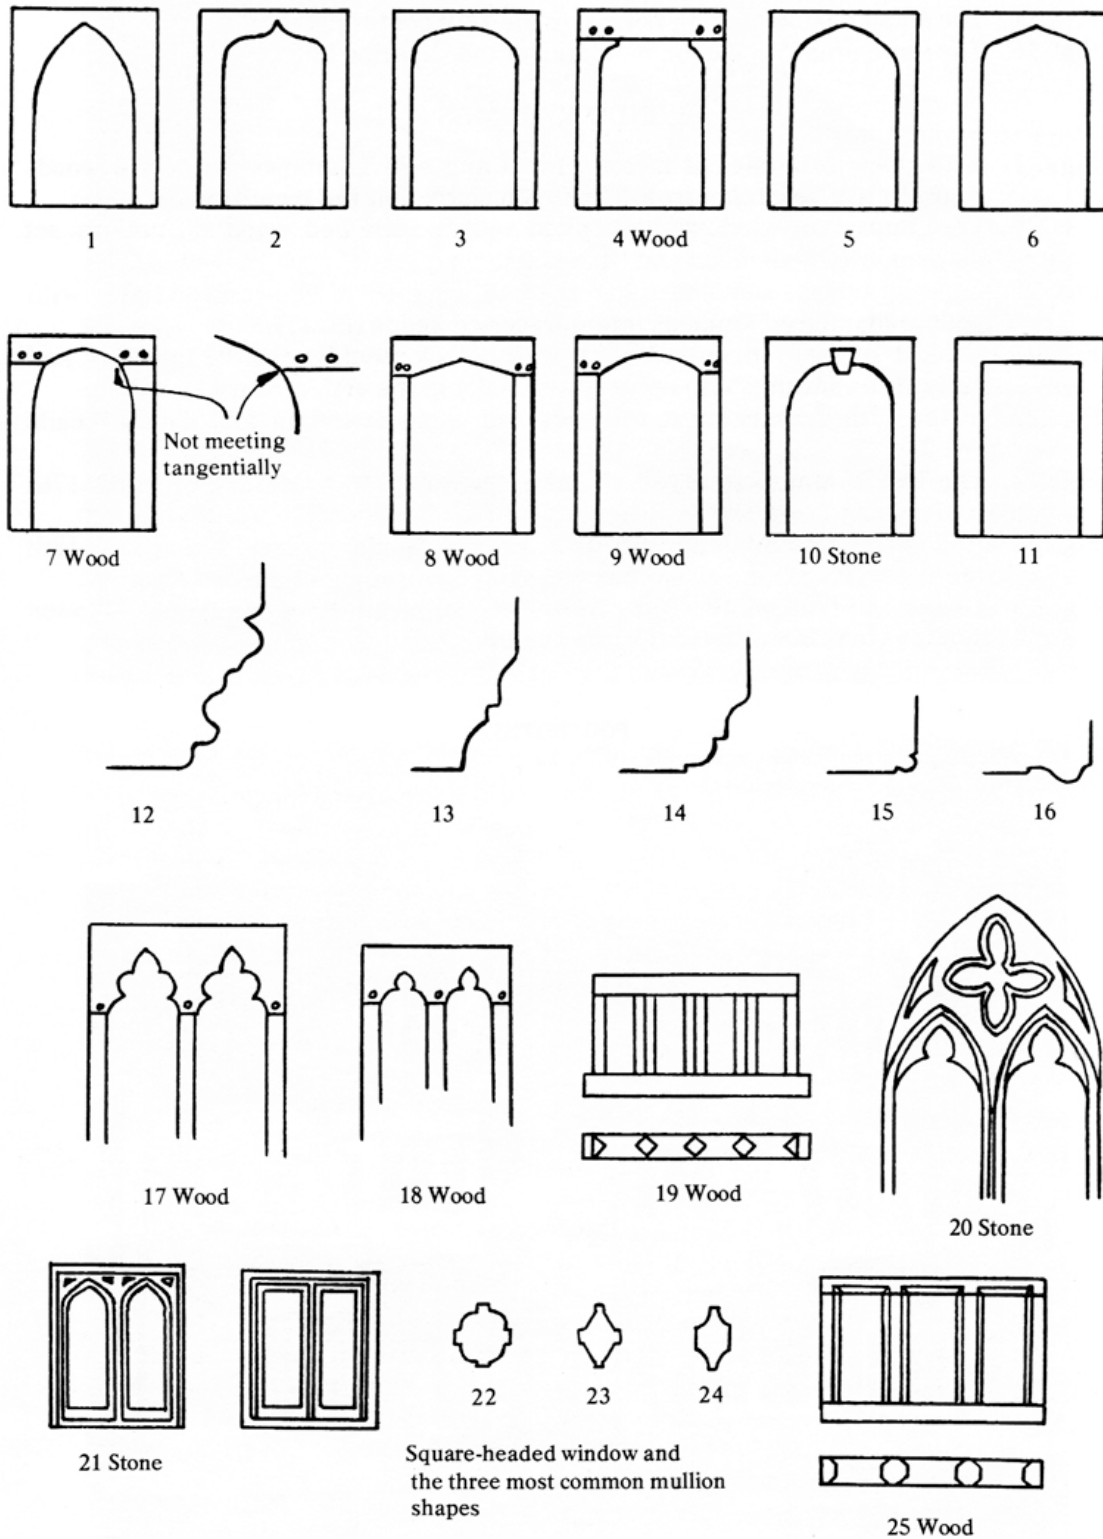 1
2
3
4 Wood
5
6
Not meeting
tangentially
7 Wood
8 Wood
9 Wood
10 Stone
11
12
13
14
15
16
17 Wood
18 Wood
19 Wood
20 Stone
21 Stone
22
23
24
Square-headed window and
the three most common mullion
shapes
25 Wood